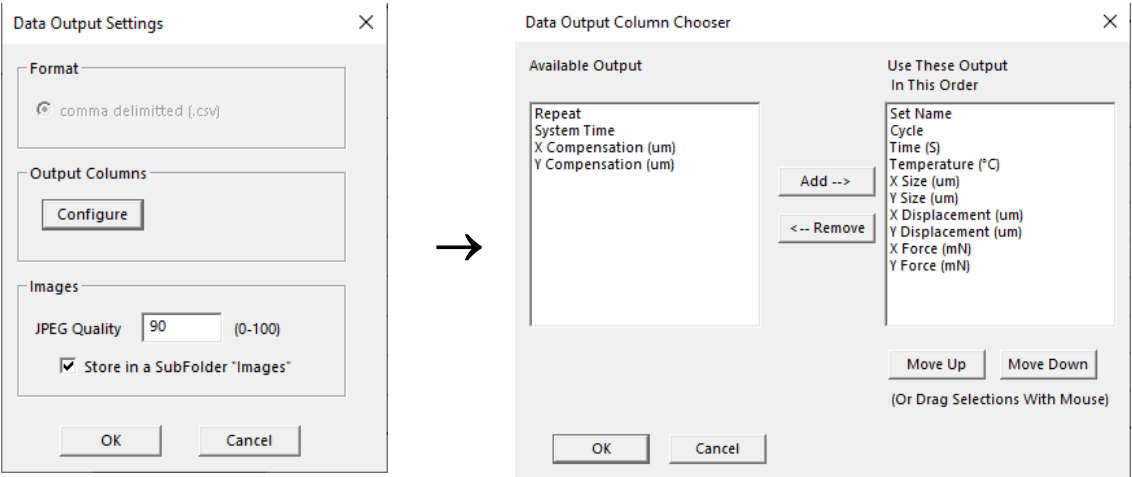 Data Output Settings
Format
comma delimitted (.csv)
Output Columns
Configure
Images
JPEG Quality 90 (0-100)
Store in a SubFolder "Images"
OK Cancel
→
Data Output Column Chooser
Available Output
Repeat
System Time
X Compensation (um)
Y Compensation (um)
Add -->
<-- Remove
Use These Output
In This Order
Set Name
Cycle
Time (S)
Temperature (°C)
X Size (um)
Y Size (um)
X Displacement (um)
Y Displacement (um)
X Force (mN)
Y Force (mN)
Move Up Move Down
(Or Drag Selections With Mouse)
OK Cancel